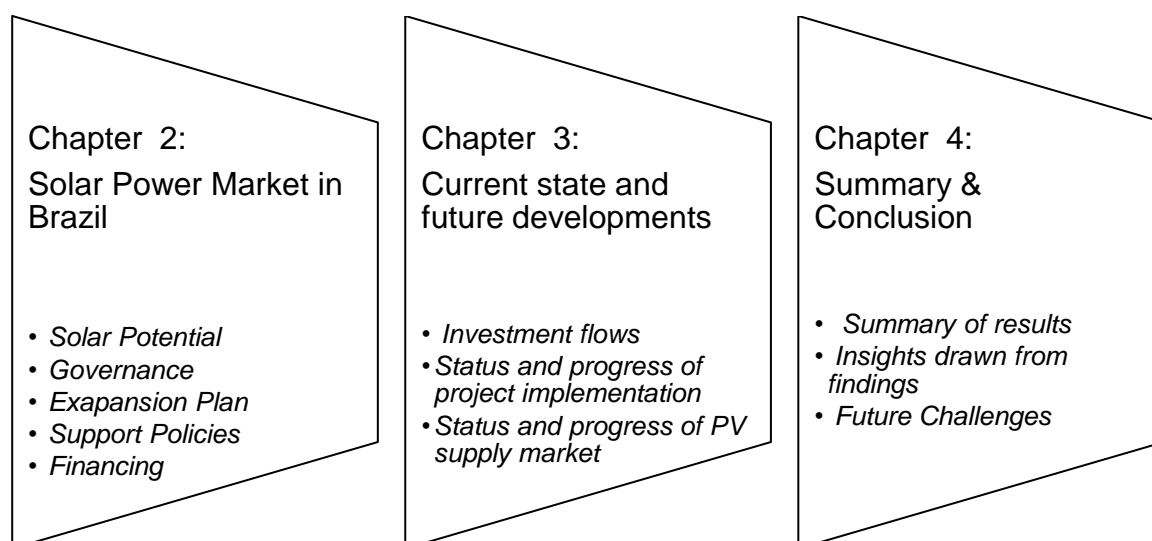 Chapter 2:
Solar Power Market in
Brazil
• Solar Potential
• Governance
• Exapansion Plan
• Support Policies
• Financing
Chapter 3:
Current state and
future developments
• Investment flows
• Status and progress of
project implementation
• Status and progress of PV
supply market
Chapter 4:
Summary &
Conclusion
• Summary of results
• Insights drawn from
findings
• Future Challenges